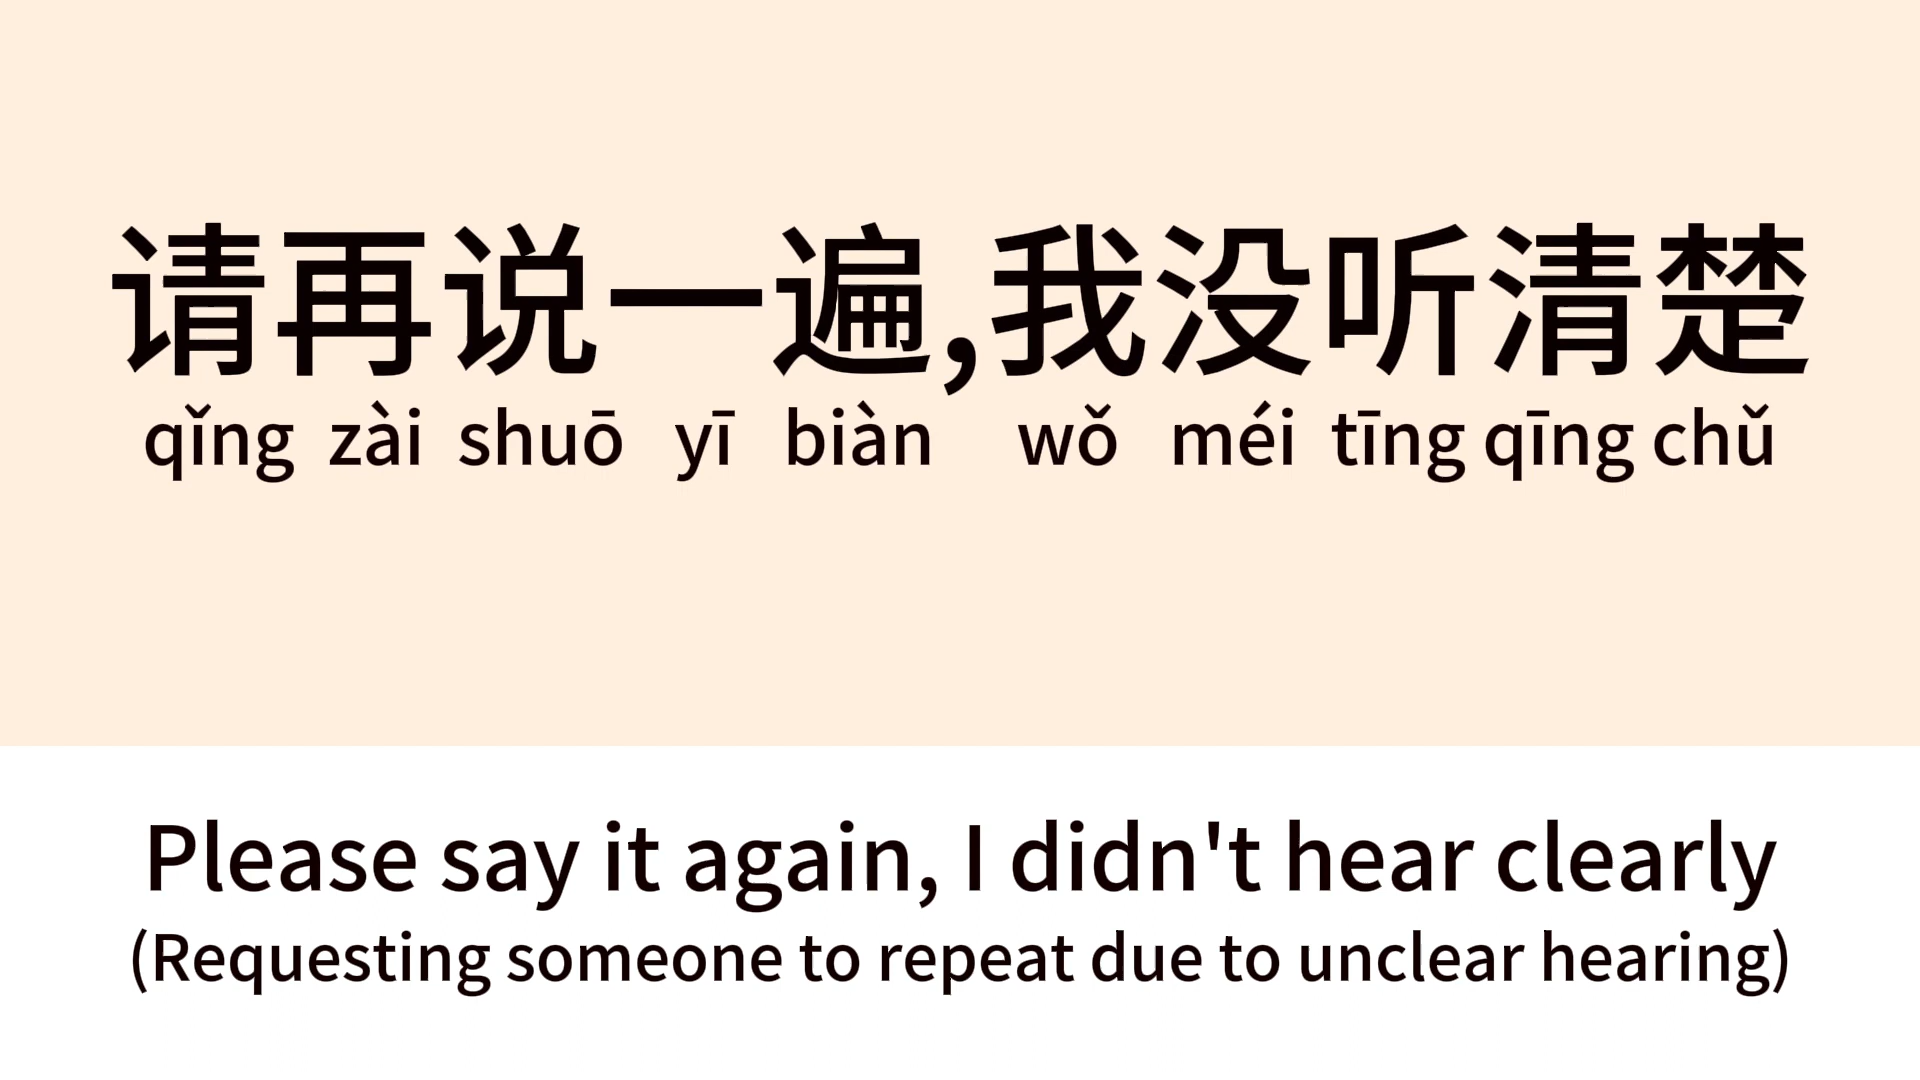 请再说一遍,我没听清楚
qǐng zài shuō yī biàn wǒ méi tīng qīng chǔ
Please say it again, I didn't hear clearly
(Requesting someone to repeat due to unclear hearing)